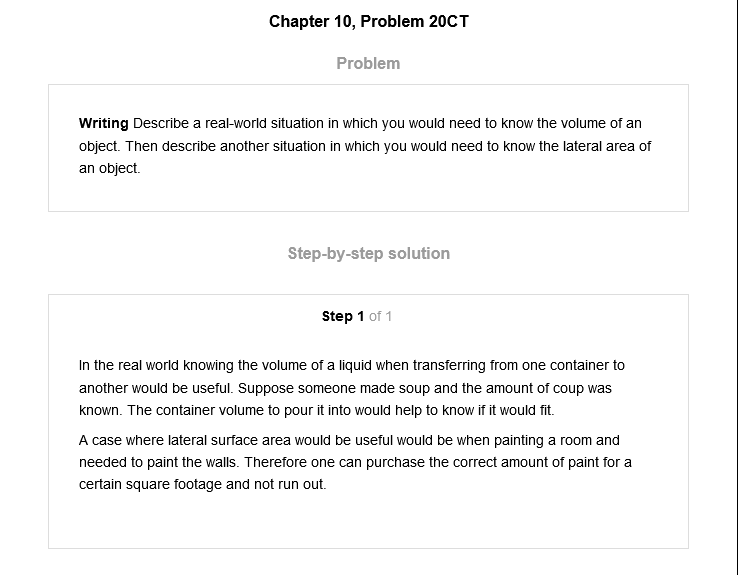 Chapter 10, Problem 20CT
Problem
Writing Describe a real-world situation in which you would need to know the volume of an
object. Then describe another situation in which you would need to know the lateral area of
an object.
Step-by-step solution
Step 1 of 1
In the real world knowing the volume of a liquid when transferring from one container to
another would be useful. Suppose someone made soup and the amount of coup was
known. The container volume to pour it into would help to know if it would fit.
A case where lateral surface area would be useful would be when painting a room and
needed to paint the walls. Therefore one can purchase the correct amount of paint for a
certain square footage and not run out.